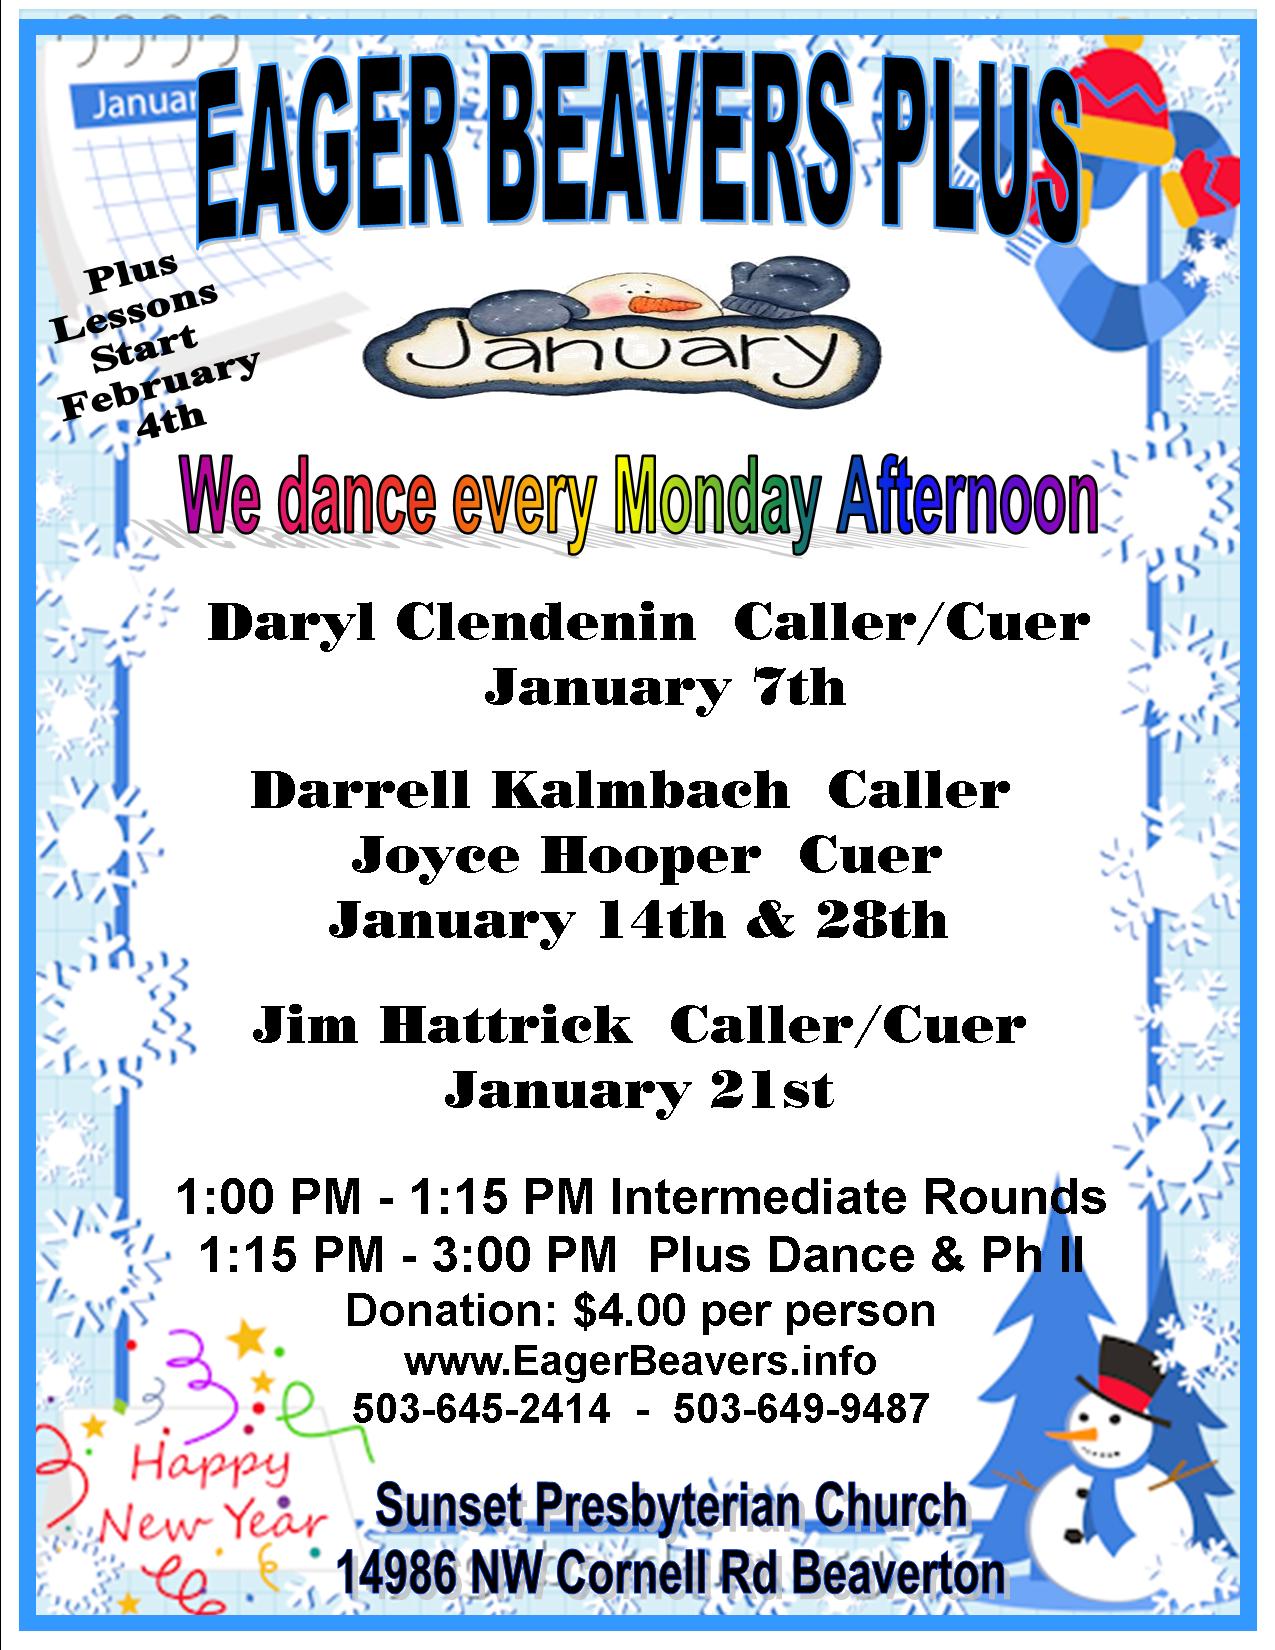 Januar
EAGER BEAVERS PLUS
Plus
Lessons
Start
February
4th
January
We dance every Monday Afternoon
Daryl Clendenin Caller/Cuer
January 7th
Darrell Kalmbach Caller
Joyce Hooper Cuer
January 14th & 28th
Jim Hattrick Caller/Cuer
January 21st
1:00 PM - 1:15 PM Intermediate Rounds
1:15 PM - 3:00 PM Plus Dance & Ph II
Donation: $4.00 per person
www.EagerBeavers.info
503-645-2414 - 503-649-9487
Happy
New Year
Sunset Presbyterian Church
14986 NW Cornell Rd Beaverton